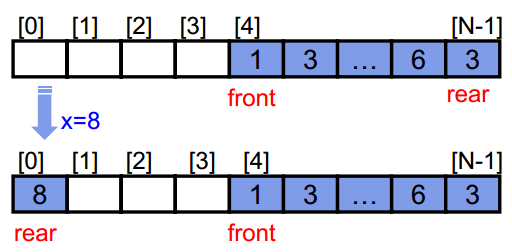 [0] [1] [2] [3] [4] [N-1]
1 3 ... 6 3
front rear
x=8
[0] [1] [2] [3] [4] [N-1]
8 1 3 ... 6 3
rear front